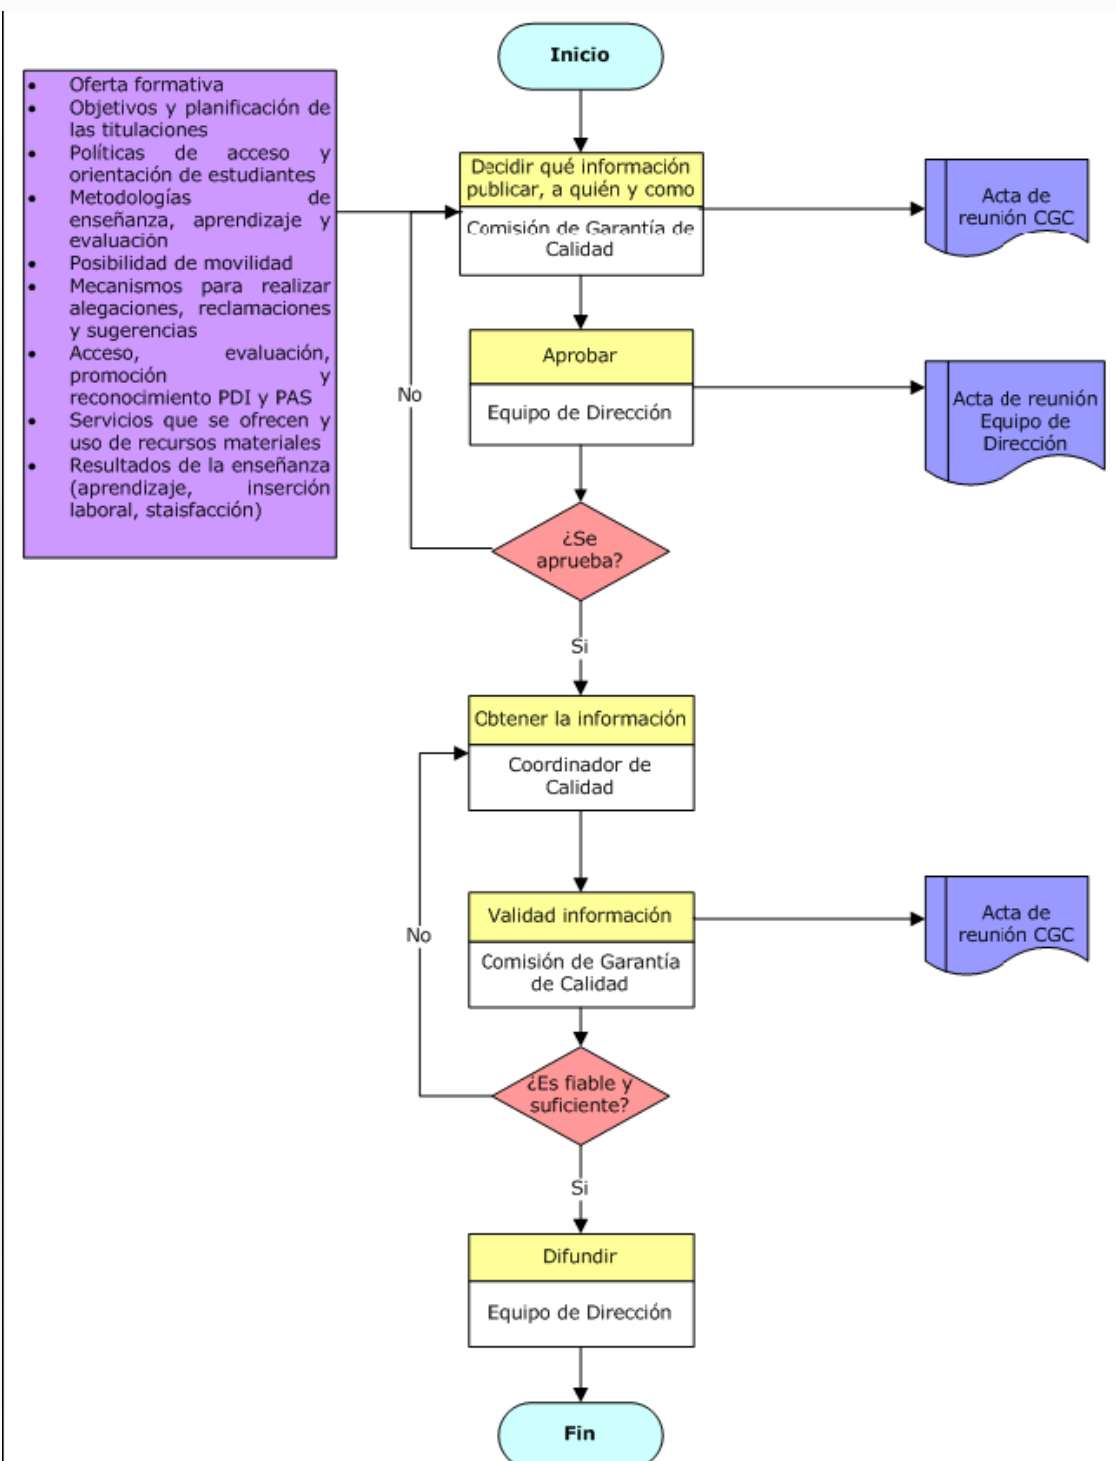 Inicio
Oferta formativa
Objetivos y planificación de
las titulaciones
Políticas de acceso y
orientación de estudiantes
Metodologías de
enseñanza, aprendizaje y
evaluación
Posibilidad de movilidad
Mecanismos para realizar
alegaciones, reclamaciones
y sugerencias
Acceso, evaluación,
promoción y
reconocimiento PDI y PAS
Servicios que se ofrecen y
uso de recursos materiales
Resultados de la enseñanza
(aprendizaje, inserción
laboral, staisfacción)
Decidir qué información
publicar, a quién y como
Comisión de Garantía de
Calidad
Acta de
reunión CGC
Aprobar
Equipo de Dirección
Acta de reunión
Equipo de
Dirección
No
¿Se
aprueba?
Si
Obtener la información
Coordinador de
Calidad
Validad información
Comisión de Garantía
de Calidad
Acta de
reunión CGC
No
¿Es fiable y
suficiente?
Si
Difundir
Equipo de Dirección
Fin